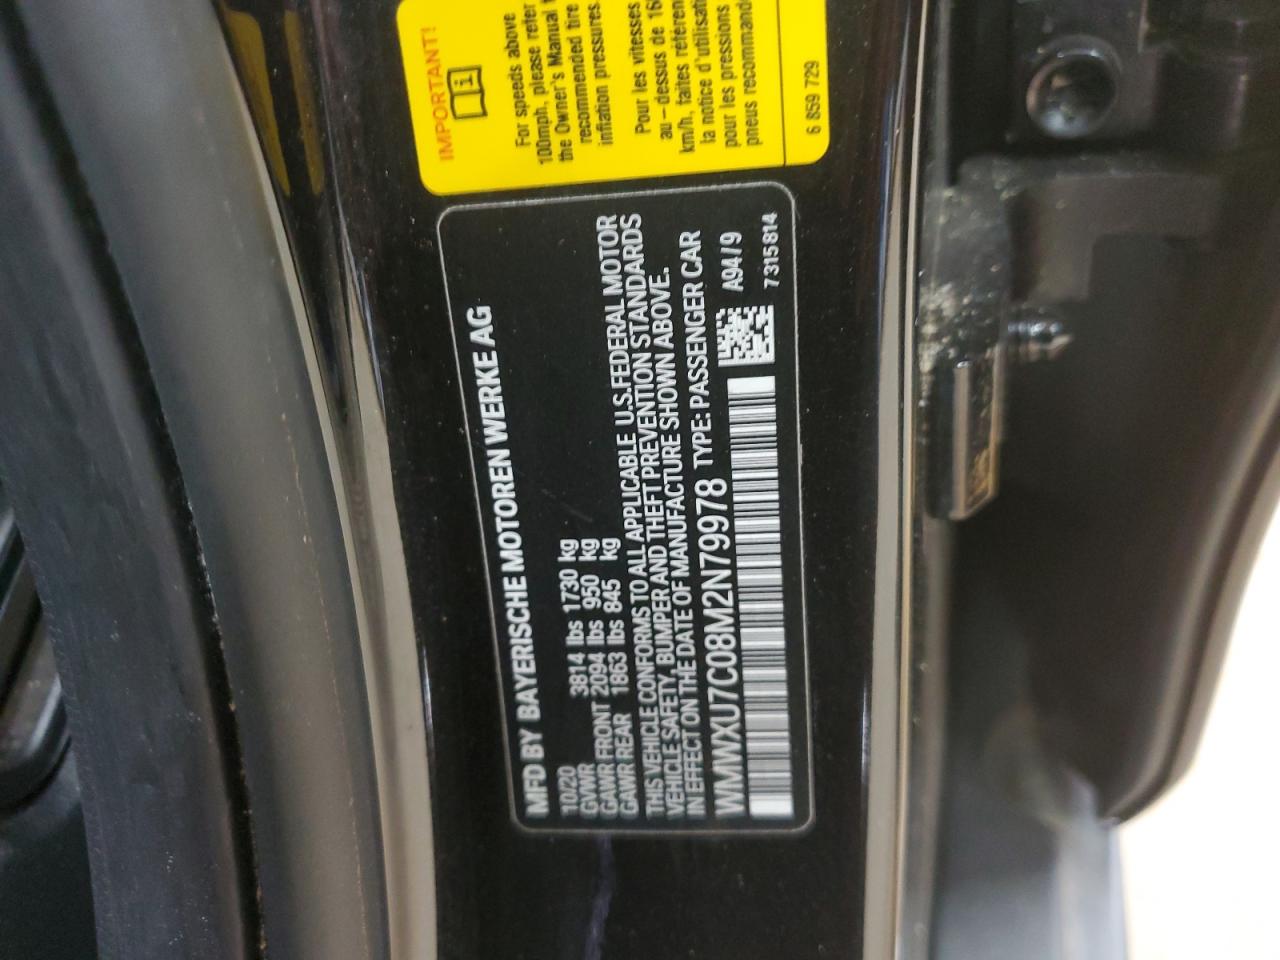 IMPORTANT!
For speeds above
100mph, please refer
the Owner's Manual
recommended tire
inflation pressures.
Pour les vitesses
au-dessus de
km/h, faites
la notice d'utilisation
pour les pressions
pneus
6 859 729
MFD BY BAYERISCHE MOTOREN WERKE AG
10/20
GVWR 3814 lbs 1730 kg
GAWR FRONT 2094 lbs 950 kg
GAWR REAR 1863 lbs 845 kg
THIS VEHICLE CONFORMS TO ALL APPLICABLE U.S.FEDERAL MOTOR
VEHICLE SAFETY, BUMPER AND THEFT PREVENTION STANDARDS
IN EFFECT ON THE DATE OF MANUFACTURE SHOWN ABOVE.
WMWXU7C08M2N79978 TYPE: PASSENGER CAR
A94/9
7315814